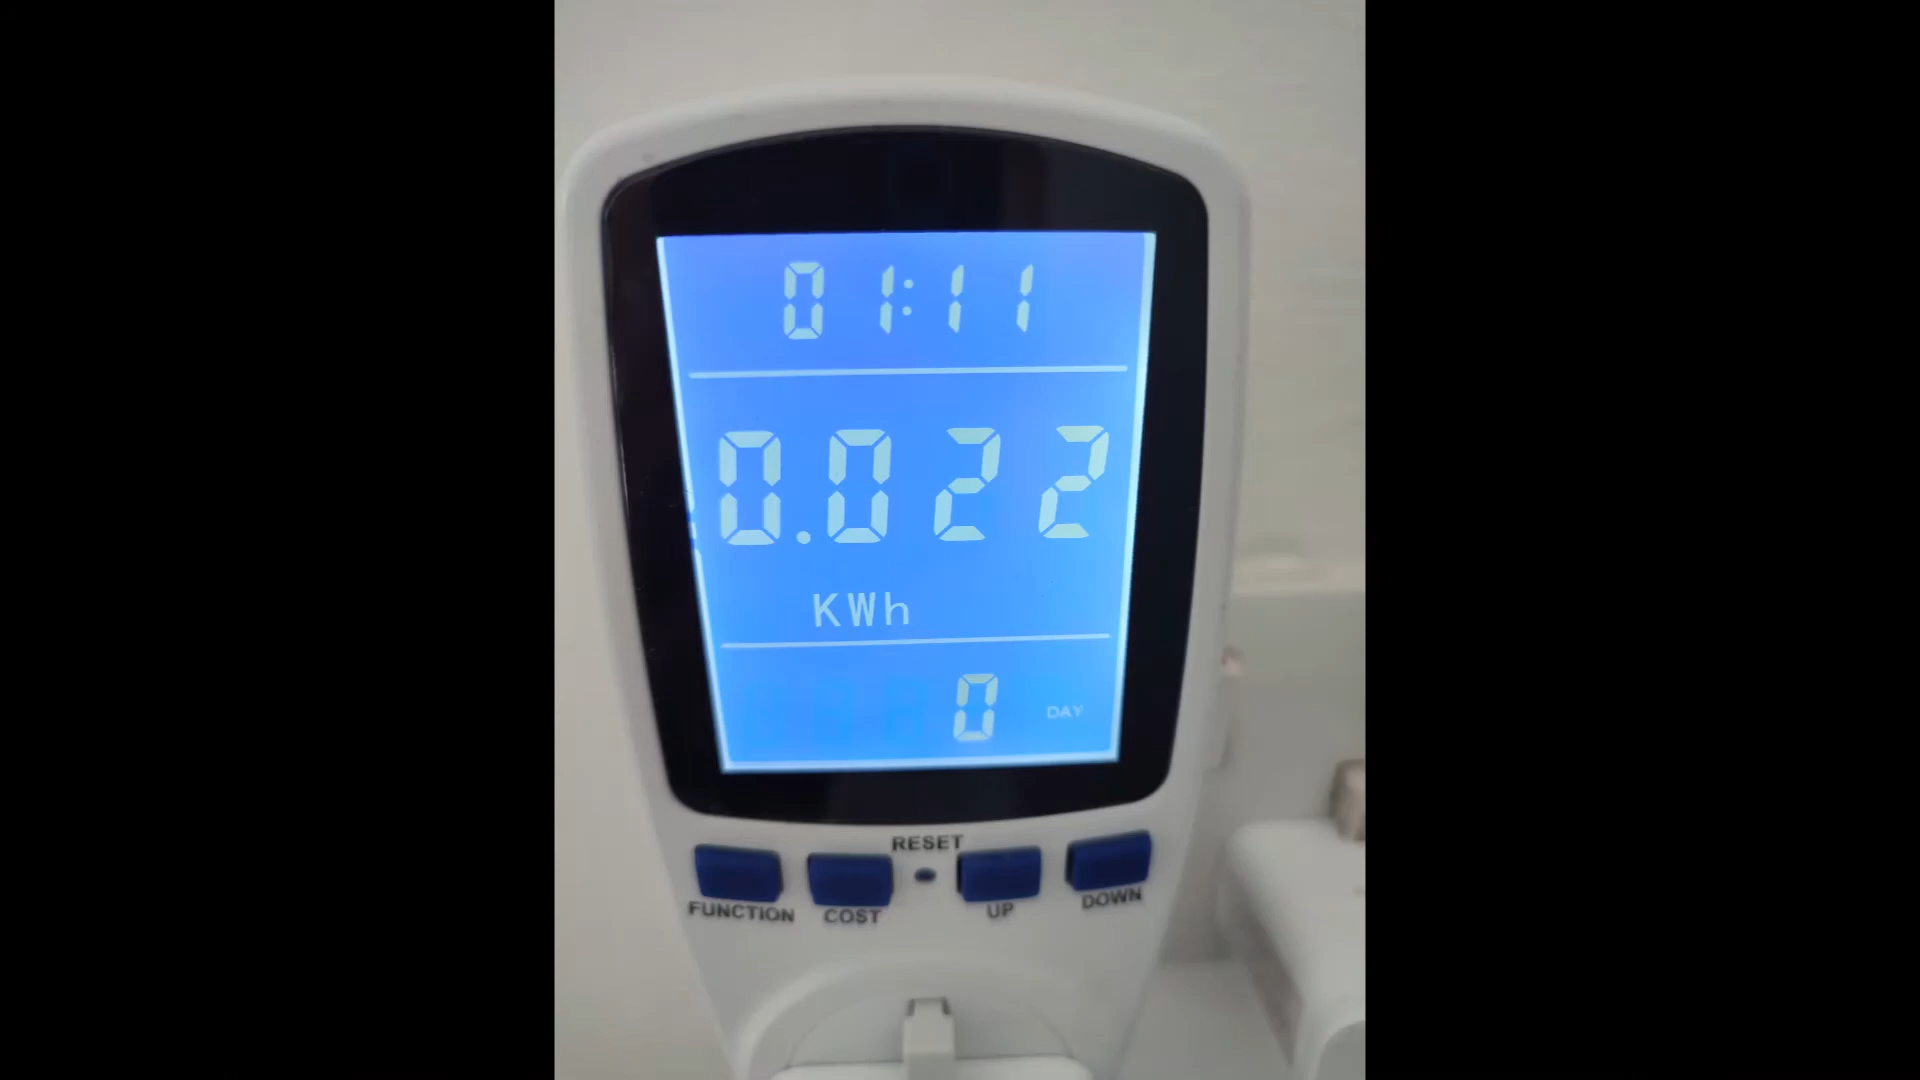 01:11
0.022
KWh
0 DAY
RESET
FUNCTION COST UP DOWN